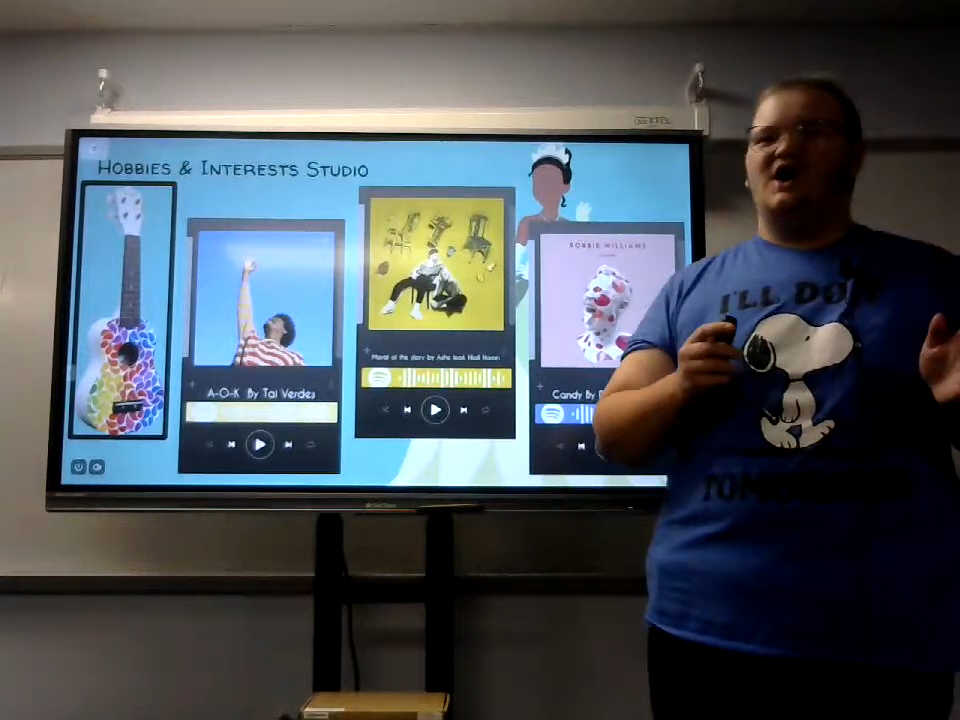 HOBBIES & INTERESTS STUDIO
A-O-K By Tai Verdes
Moral of the story by Ashe feat. Niall Horan
ROBBIE WILLIAMS
Candy By
I'LL DO IT